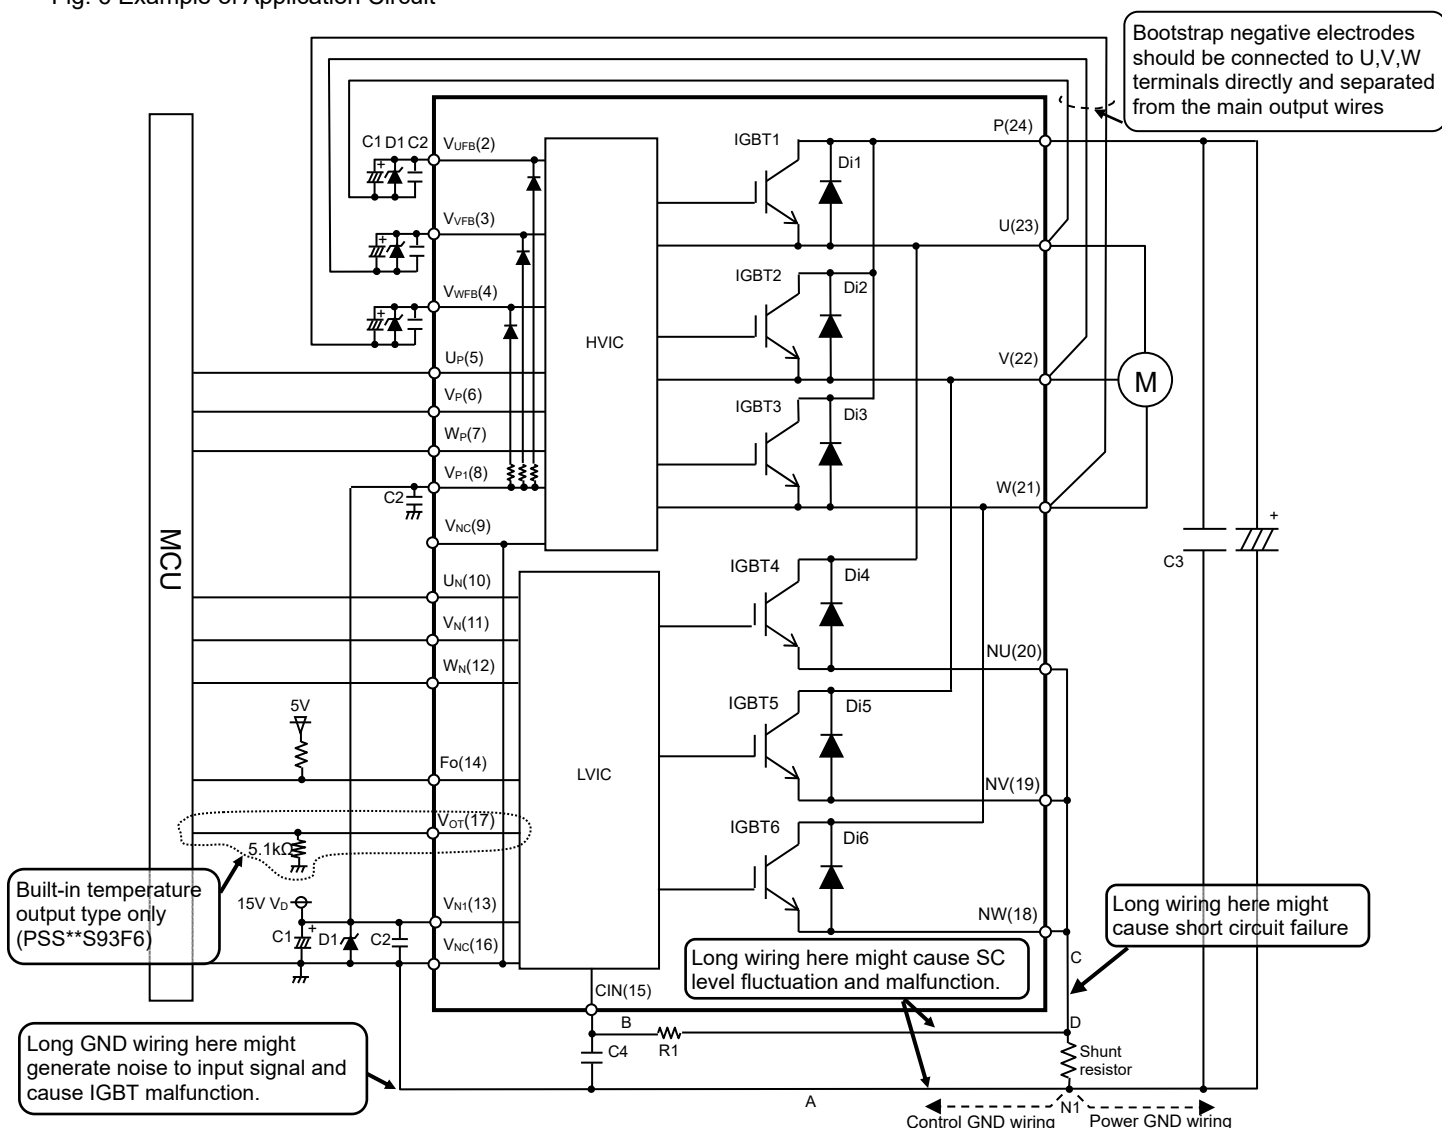 Fig. 6 Example of Application Circuit
Bootstrap negative electrodes
should be connected to U,V,W
terminals directly and separated
from the main output wires
P(24)
IGBT1
C1 D1 C2
VUFB(2)
+
Di1
VVFB(3)
+
U(23)
IGBT2
Di2
VWFB(4)
+
HVIC
UP(5)
V(22)
M
VP(6)
IGBT3
Di3
WP(7)
VP1(8)
C2
W(21)
+
VNC(9)
MCU
C3
IGBT4
Di4
UN(10)
VN(11)
WN(12)
NU(20)
5V
IGBT5
Di5
Fo(14)
LVIC
NV(19)
VOT(17)
IGBT6
Di6
5.1kΩ
Built-in temperature
output type only
(PSS**S93F6)
15V VD
VN1(13)
NW(18)
Long wiring here might
cause short circuit failure
C1
+
D1
C2
VNC(16)
Long wiring here might cause SC
level fluctuation and malfunction.
C
CIN(15)
B
D
Long GND wiring here might
generate noise to input signal and
cause IGBT malfunction.
C4
R1
Shunt
resistor
A
N1
Control GND wiring
Power GND wiring